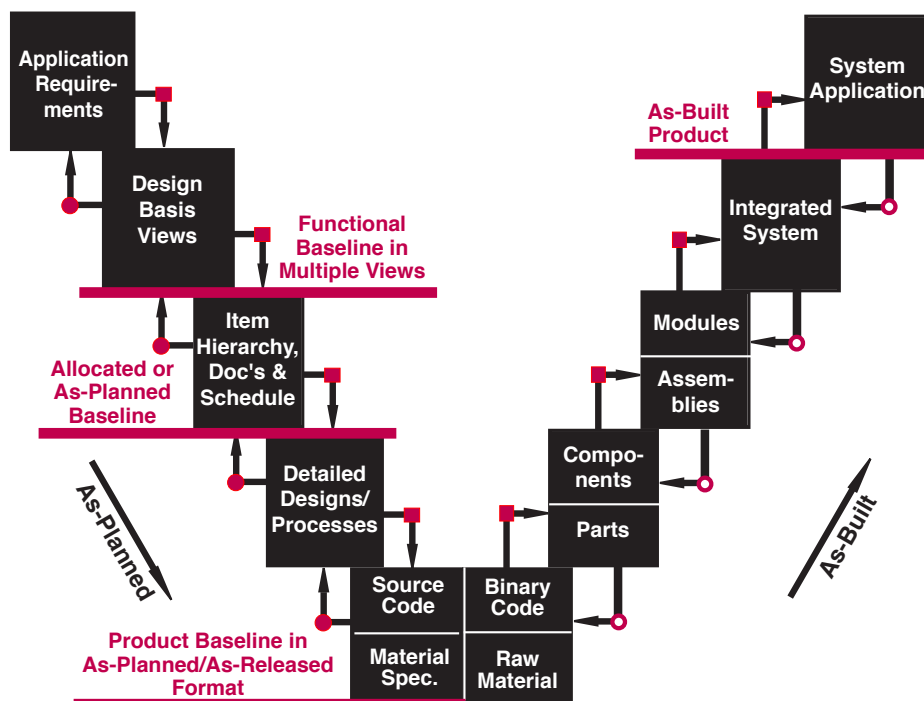 Application
Require-
ments
Design
Basis
Views
Functional
Baseline in
Multiple Views
Item
Hierarchy,
Doc's &
Schedule
Allocated or
As-Planned
Baseline
Detailed
Designs/
Processes
As-Planned
Source
Code
Material
Spec.
Product Baseline in
As-Planned/As-Released
Format
Binary
Code
Raw
Material
Compo-
nents
Parts
Modules
Assem-
blies
Integrated
System
As-Built
Product
System
Application
As-Built